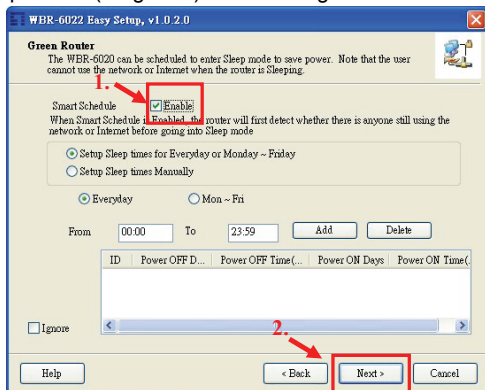 WBR-6022 Easy Setup, v1.0.2.0
Green Router
The WBR-6020 can be scheduled to enter Sleep mode to save power. Note that the user
cannot use the network or Internet when the router is Sleeping.
1.
Smart Schedule Enable
When Smart Schedule is Enabled, the router will first detect whether there is anyone still using the
network or Internet before going into Sleep mode
Setup Sleep times for Everyday or Monday ~ Friday
Setup Sleep times Manually
Everyday Mon ~ Fri
From 00:00 To 23:59 Add Delete
ID Power OFF D... Power OFF Time(... Power ON Days Power ON Time(
Ignore
2.
Help < Back Next > Cancel